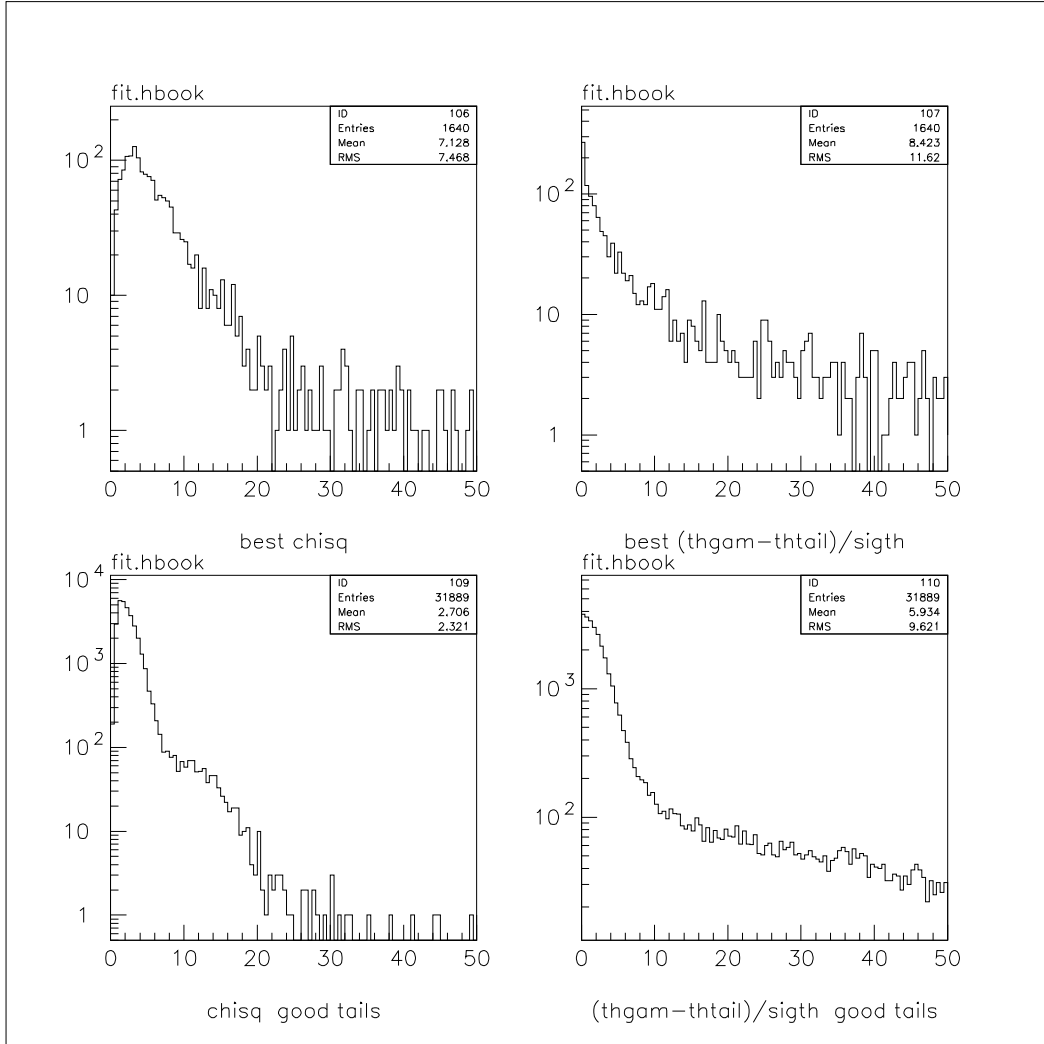 fit.hbook
ID 106
Entries 1640
Mean 7.128
RMS 7.468
10^2
10
1
0 10 20 30 40 50
best chisq
fit.hbook
ID 107
Entries 1640
Mean 8.423
RMS 11.62
10^2
10
1
0 10 20 30 40 50
best (thgam-thtail)/sigth
fit.hbook
ID 109
Entries 31889
Mean 2.706
RMS 2.321
10^4
10^3
10^2
10
1
0 10 20 30 40 50
chisq good tails
fit.hbook
ID 110
Entries 31889
Mean 5.934
RMS 9.621
10^3
10^2
0 10 20 30 40 50
(thgam-thtail)/sigth good tails